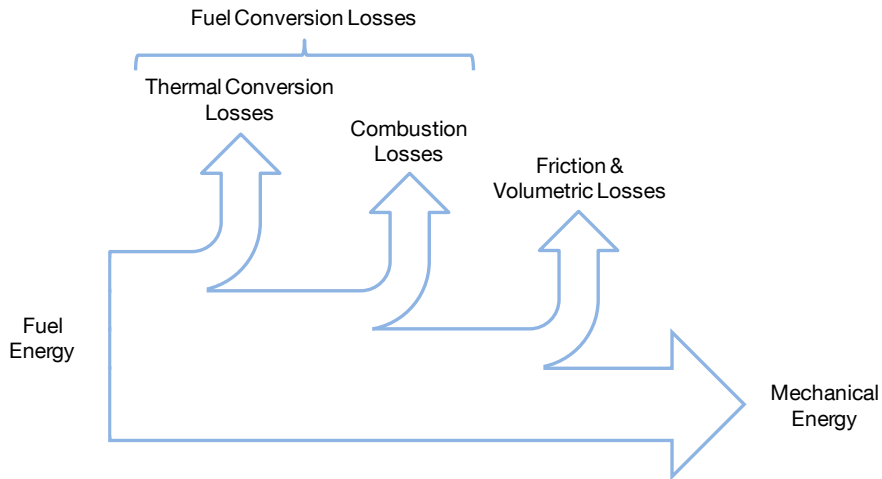 Fuel Conversion Losses
Thermal Conversion
Losses
Combustion
Losses
Friction &
Volumetric Losses
Fuel
Energy
Mechanical
Energy